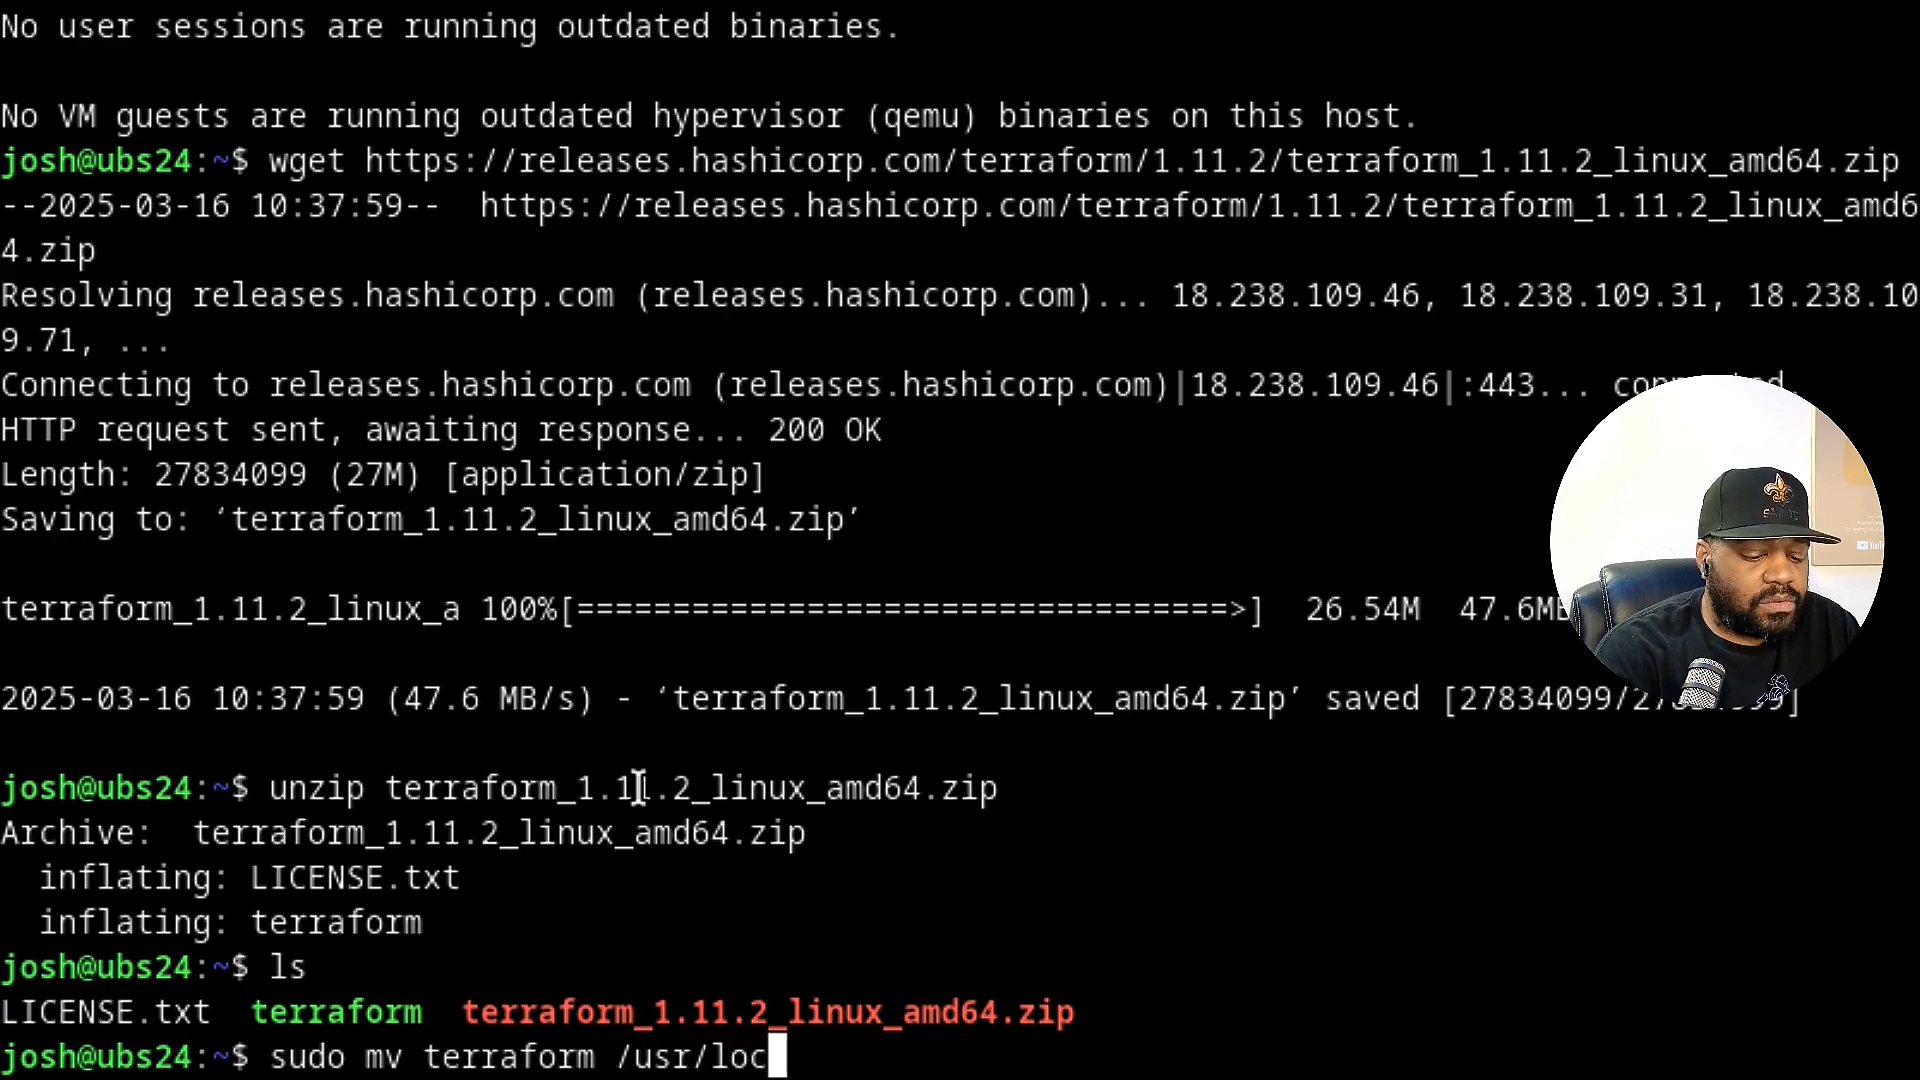 No user sessions are running outdated binaries.
No VM guests are running outdated hypervisor (qemu) binaries on this host.
josh@ubs24:~$ wget https://releases.hashicorp.com/terraform/1.11.2/terraform_1.11.2_linux_amd64.zip
--2025-03-16 10:37:59--  https://releases.hashicorp.com/terraform/1.11.2/terraform_1.11.2_linux_amd6
4.zip
Resolving releases.hashicorp.com (releases.hashicorp.com)... 18.238.109.46, 18.238.109.31, 18.238.10
9.71, ...
Connecting to releases.hashicorp.com (releases.hashicorp.com)|18.238.109.46|:443... connected.
HTTP request sent, awaiting response... 200 OK
Length: 27834099 (27M) [application/zip]
Saving to: ‘terraform_1.11.2_linux_amd64.zip’
terraform_1.11.2_linux_a 100%[==================================>]  26.54M  47.6MB
2025-03-16 10:37:59 (47.6 MB/s) - ‘terraform_1.11.2_linux_amd64.zip’ saved
josh@ubs24:~$ unzip terraform_1.11.2_linux_amd64.zip
Archive:  terraform_1.11.2_linux_amd64.zip
  inflating: LICENSE.txt
  inflating: terraform
josh@ubs24:~$ ls
LICENSE.txt  terraform  terraform_1.11.2_linux_amd64.zip
josh@ubs24:~$ sudo mv terraform /usr/loc